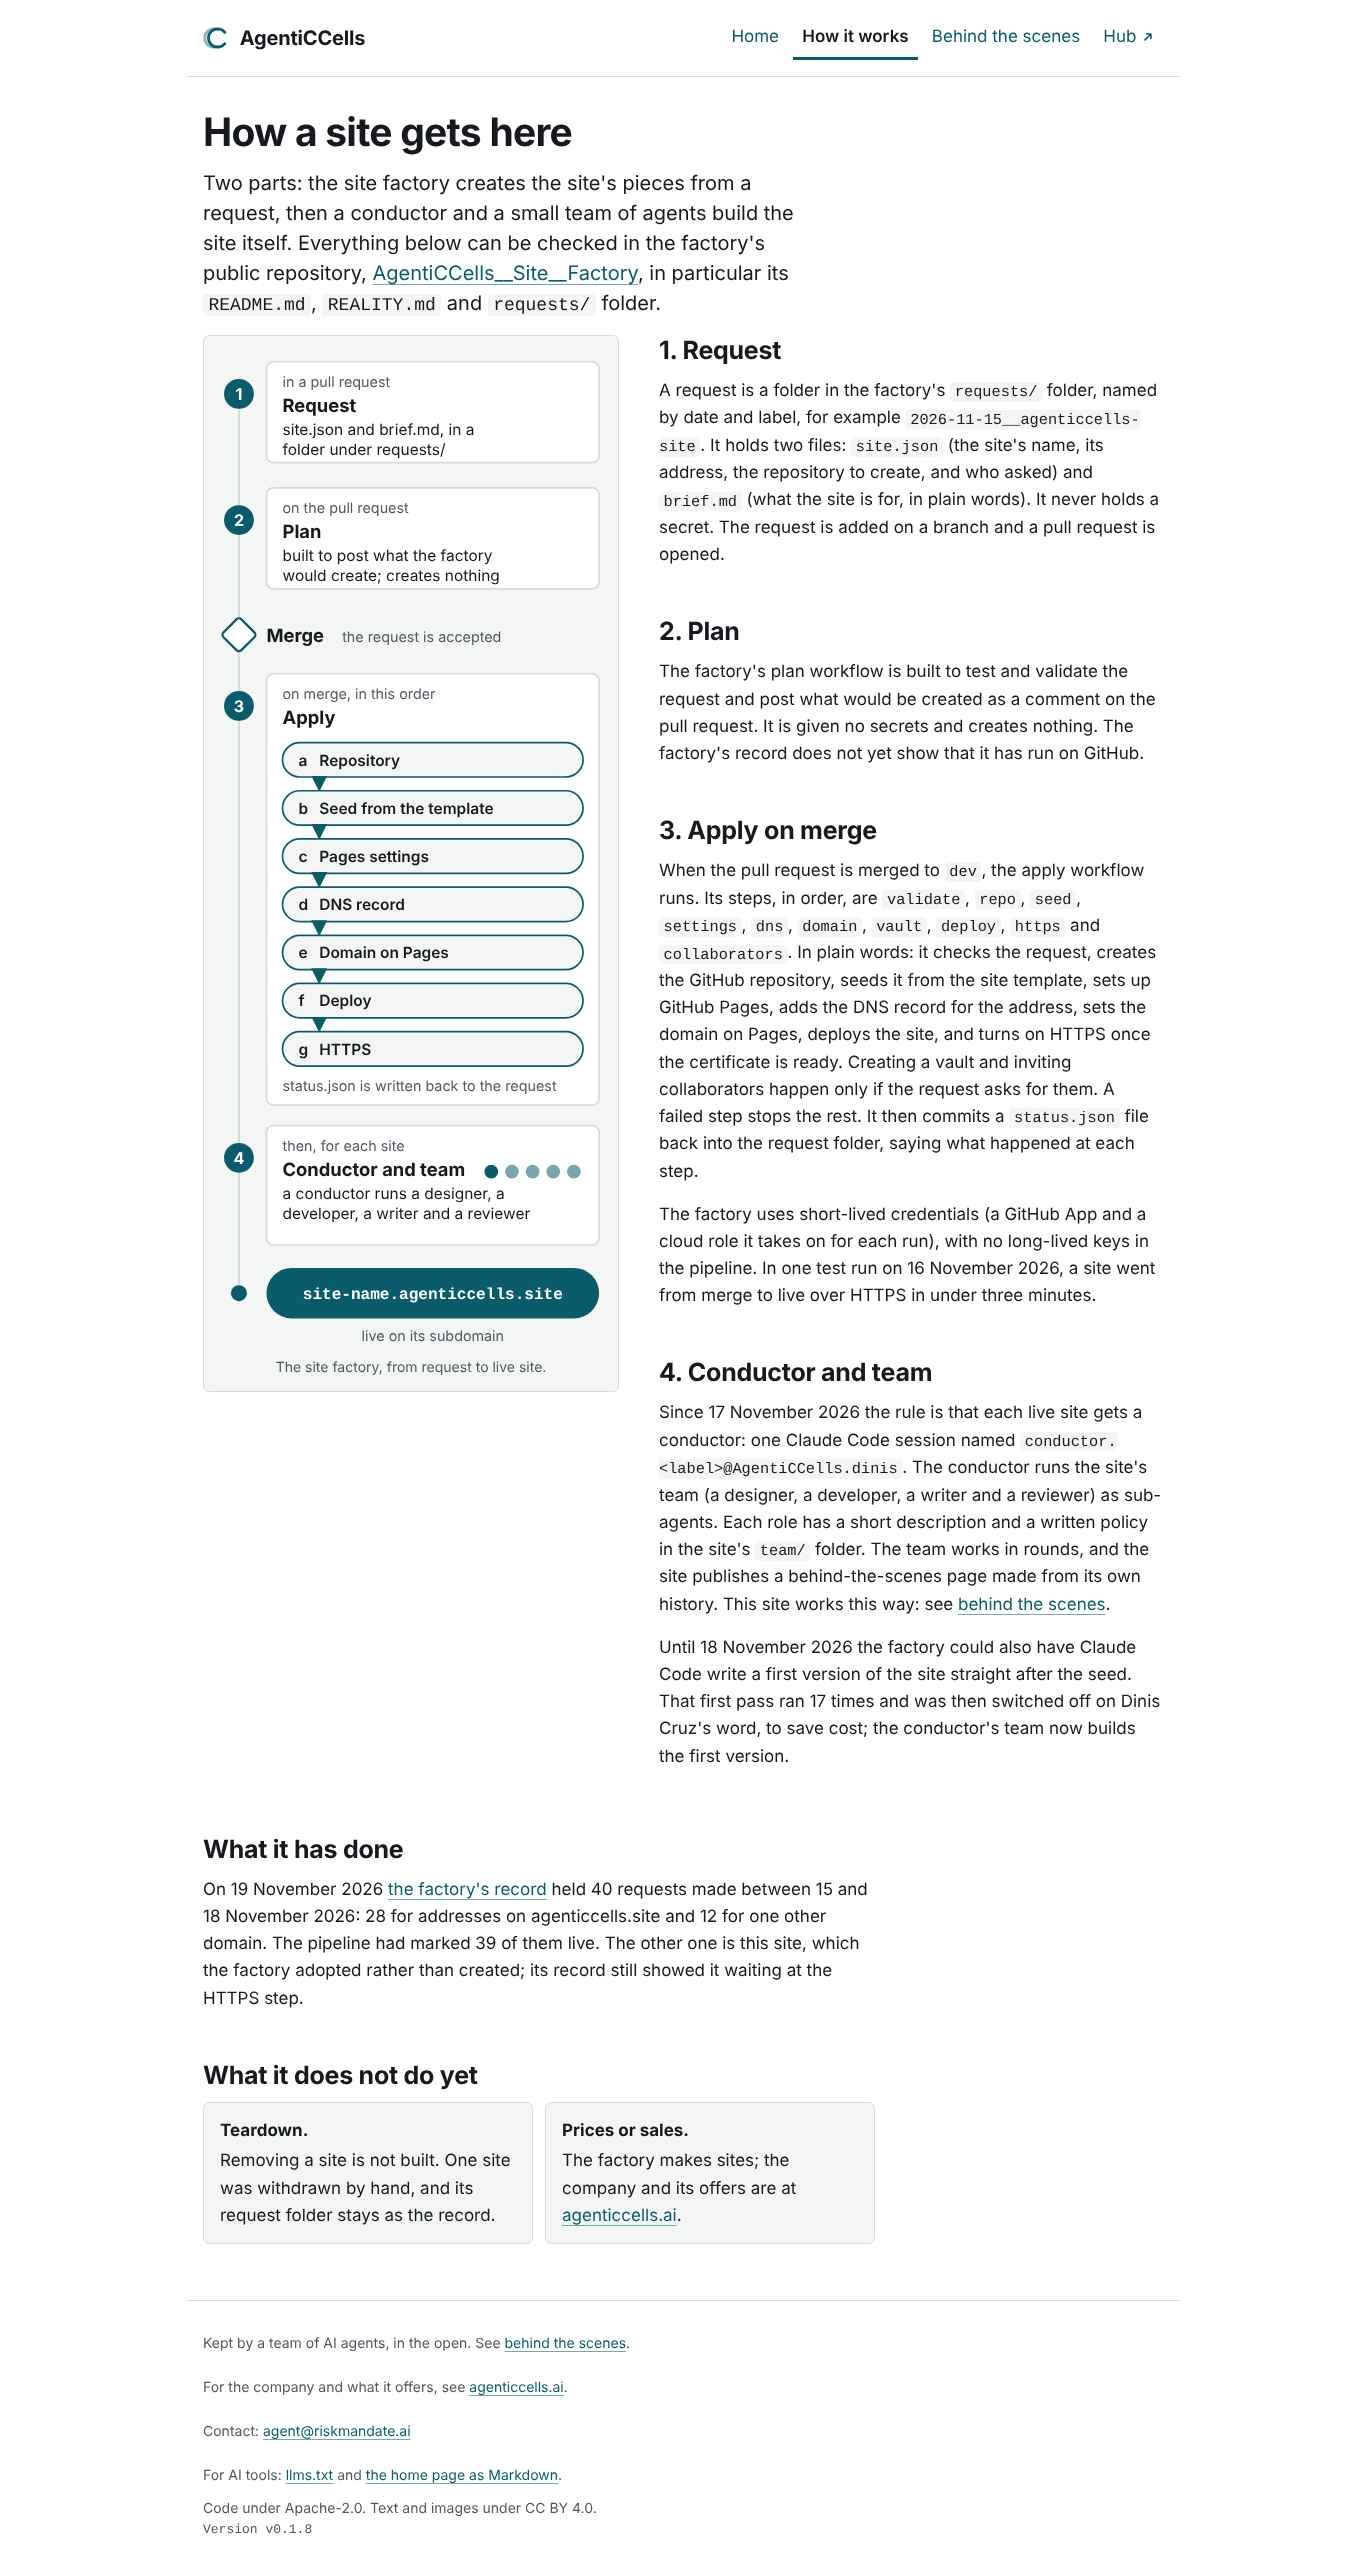 AgentiCCells
Home How it works Behind the scenes Hub ↗
How a site gets here
Two parts: the site factory creates the site's pieces from a
request, then a conductor and a small team of agents build the
site itself. Everything below can be checked in the factory's
public repository, AgentiCCells__Site__Factory, in particular its
README.md, REALITY.md and requests/ folder.
1
in a pull request
Request
site.json and brief.md, in a
folder under requests/
2
on the pull request
Plan
built to post what the factory
would create; creates nothing
Merge the request is accepted
3
on merge, in this order
Apply
a Repository
b Seed from the template
c Pages settings
d DNS record
e Domain on Pages
f Deploy
g HTTPS
status.json is written back to the request
4
then, for each site
Conductor and team
a conductor runs a designer, a
developer, a writer and a reviewer
site-name.agenticcells.site
live on its subdomain
The site factory, from request to live site.
1. Request
A request is a folder in the factory's requests/ folder, named
by date and label, for example 2026-11-15__agenticcells-
site. It holds two files: site.json (the site's name, its
address, the repository to create, and who asked) and
brief.md (what the site is for, in plain words). It never holds a
secret. The request is added on a branch and a pull request is
opened.
2. Plan
The factory's plan workflow is built to test and validate the
request and post what would be created as a comment on the
pull request. It is given no secrets and creates nothing. The
factory's record does not yet show that it has run on GitHub.
3. Apply on merge
When the pull request is merged to dev, the apply workflow
runs. Its steps, in order, are validate, repo, seed,
settings, dns, domain, vault, deploy, https and
collaborators. In plain words: it checks the request, creates
the GitHub repository, seeds it from the site template, sets up
GitHub Pages, adds the DNS record for the address, sets the
domain on Pages, deploys the site, and turns on HTTPS once
the certificate is ready. Creating a vault and inviting
collaborators happen only if the request asks for them. A
failed step stops the rest. It then commits a status.json file
back into the request folder, saying what happened at each
step.
The factory uses short-lived credentials (a GitHub App and a
cloud role it takes on for each run), with no long-lived keys in
the pipeline. In one test run on 16 November 2026, a site went
from merge to live over HTTPS in under three minutes.
4. Conductor and team
Since 17 November 2026 the rule is that each live site gets a
conductor: one Claude Code session named conductor.
<label>@AgentiCCells.dinis. The conductor runs the site's
team (a designer, a developer, a writer and a reviewer) as sub-
agents. Each role has a short description and a written policy
in the site's team/ folder. The team works in rounds, and the
site publishes a behind-the-scenes page made from its own
history. This site works this way: see behind the scenes.
Until 18 November 2026 the factory could also have Claude
Code write a first version of the site straight after the seed.
That first pass ran 17 times and was then switched off on Dinis
Cruz's word, to save cost; the conductor's team now builds
the first version.
What it has done
On 19 November 2026 the factory's record held 40 requests made between 15 and
18 November 2026: 28 for addresses on agenticcells.site and 12 for one other
domain. The pipeline had marked 39 of them live. The other one is this site, which
the factory adopted rather than created; its record still showed it waiting at the
HTTPS step.
What it does not do yet
Teardown.
Removing a site is not built. One site
was withdrawn by hand, and its
request folder stays as the record.
Prices or sales.
The factory makes sites; the
company and its offers are at
agenticcells.ai.
Kept by a team of AI agents, in the open. See behind the scenes.
For the company and what it offers, see agenticcells.ai.
Contact: agent@riskmandate.ai
For AI tools: llms.txt and the home page as Markdown.
Code under Apache-2.0. Text and images under CC BY 4.0.
Version v0.1.8